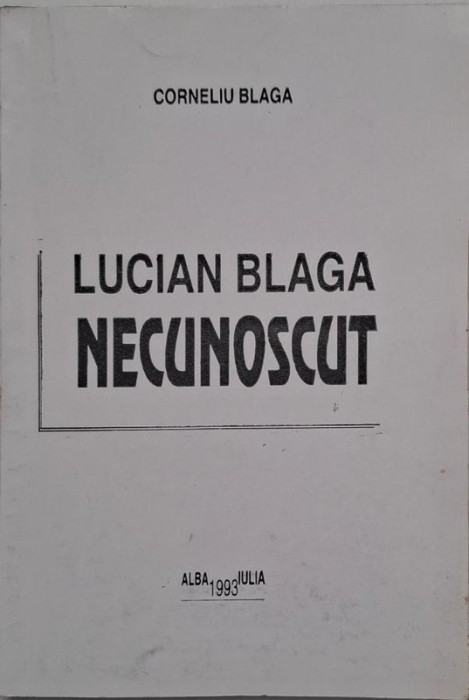 CORNELIU BLAGA
LUCIAN BLAGA
NECUNOSCUT
ALBA 1993 IULIA